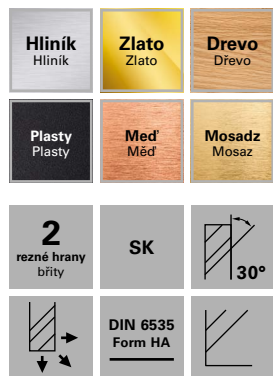 Hliník
Hliník
Zlato
Zlato
Drevo
Dřevo
Plasty
Plasty
Meď
Měď
Mosadz
Mosaz
2
rezné hrany
břity
SK
30°
DIN 6535
Form HA